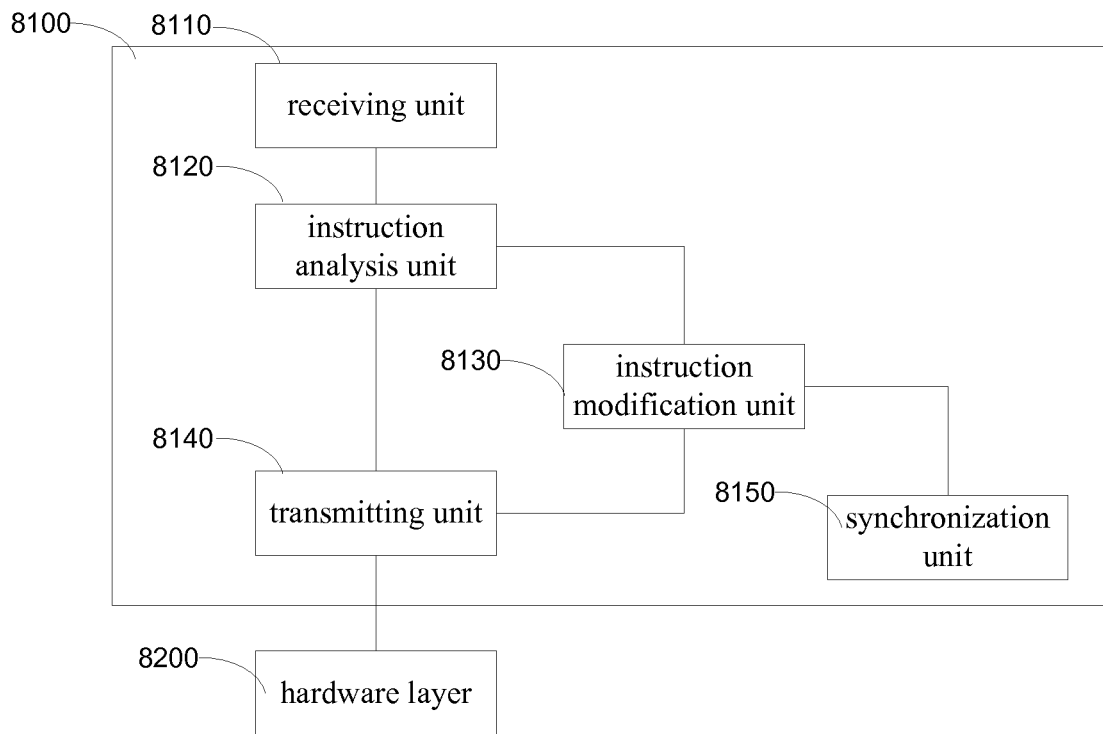 8100
8110
receiving unit
8120
instruction
analysis unit
8130
instruction
modification unit
8140
transmitting unit
8150
synchronization
unit
8200
hardware layer